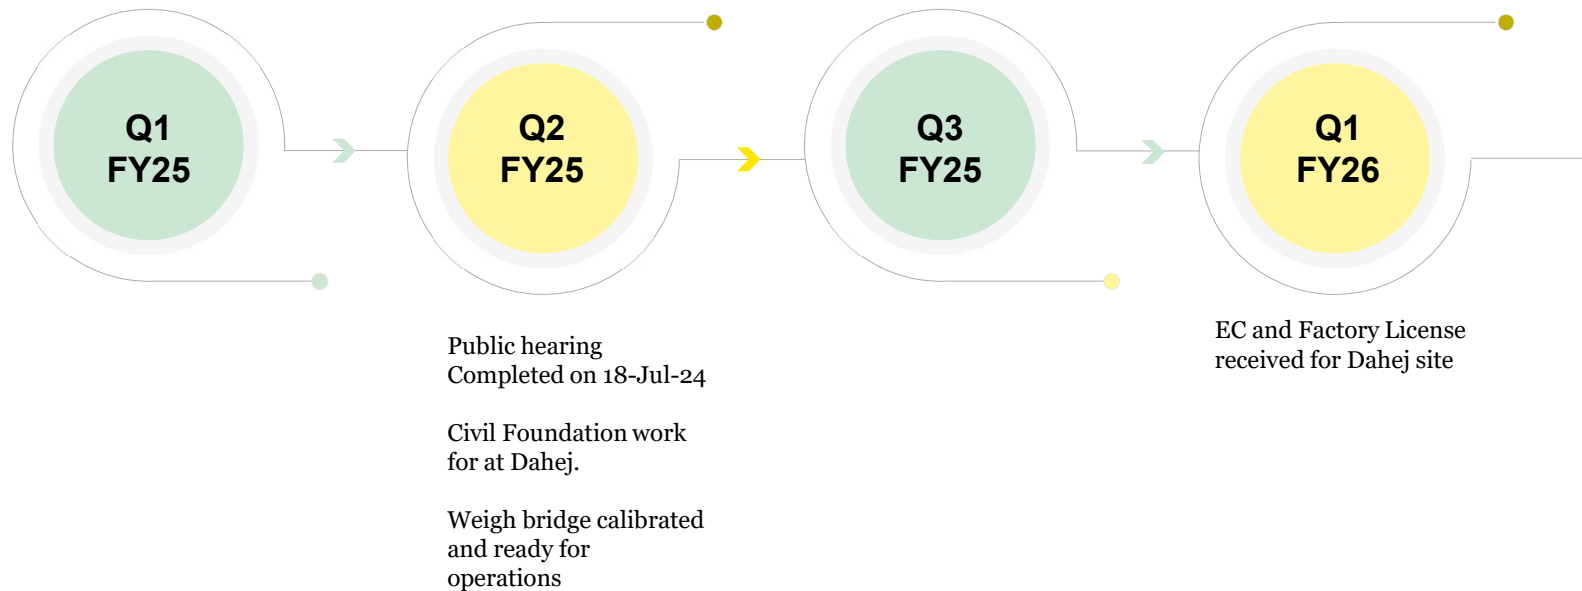 Q1
FY25
Q2
FY25
Q3
FY25
Q1
FY26
Public hearing
Completed on 18-Jul-24
Civil Foundation work
for at Dahej.
Weigh bridge calibrated
and ready for
operations
EC and Factory License
received for Dahej site